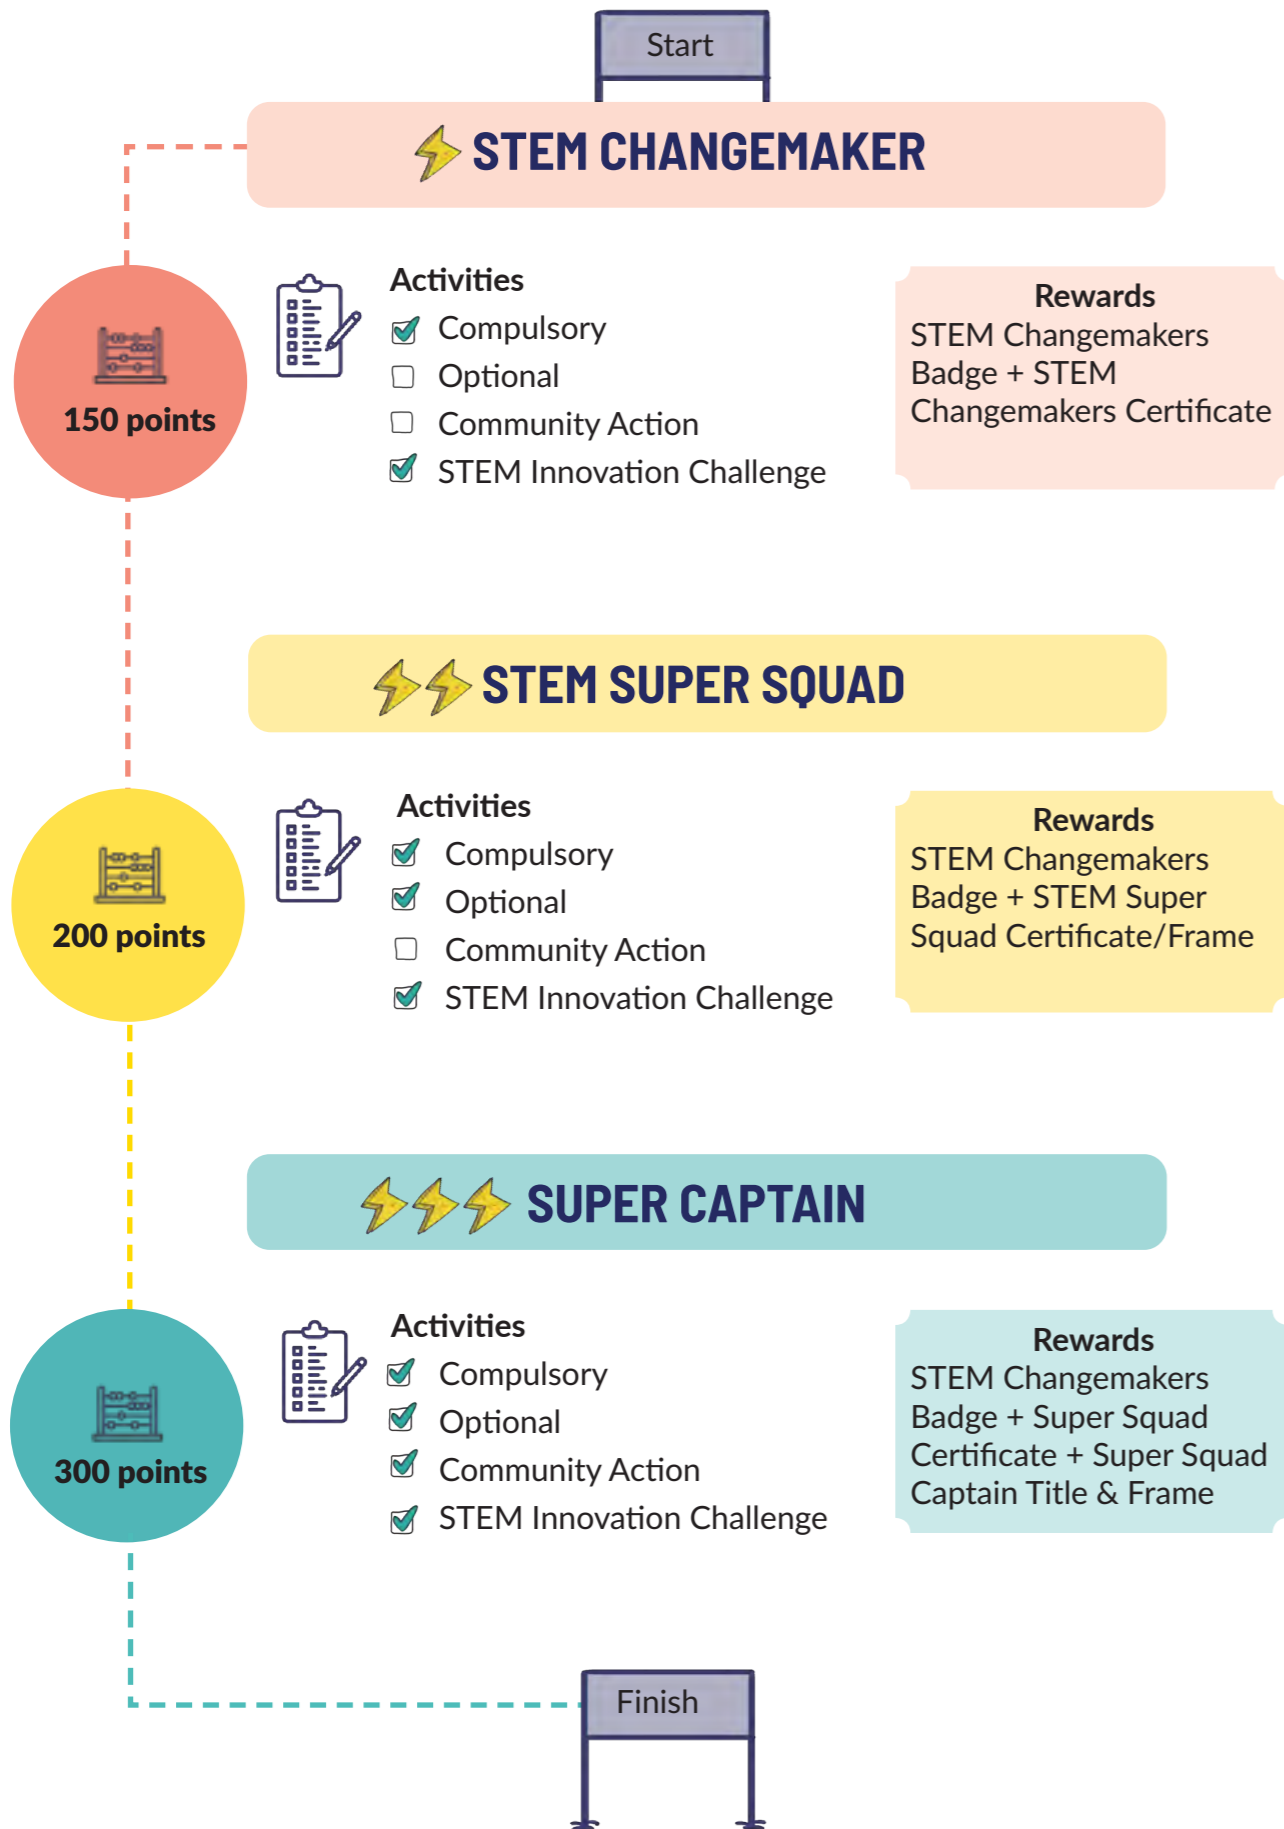 Start
STEM CHANGEMAKER
150 points
Activities
Compulsory
Optional
Community Action
STEM Innovation Challenge
Rewards
STEM Changemakers
Badge + STEM
Changemakers Certificate
STEM SUPER SQUAD
200 points
Activities
Compulsory
Optional
Community Action
STEM Innovation Challenge
Rewards
STEM Changemakers
Badge + STEM Super
Squad Certificate/Frame
SUPER CAPTAIN
300 points
Activities
Compulsory
Optional
Community Action
STEM Innovation Challenge
Rewards
STEM Changemakers
Badge + Super Squad
Certificate + Super Squad
Captain Title & Frame
Finish